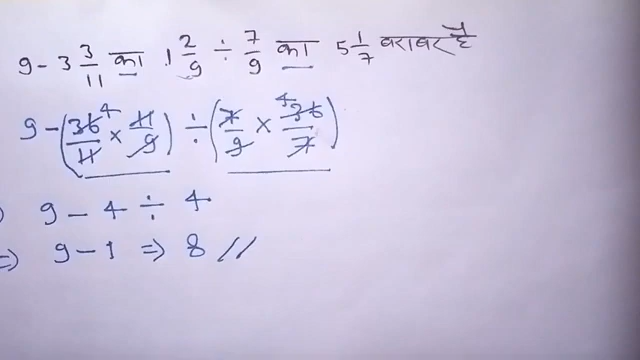 9 - 3 3/11 का 1 2/9 ÷ 7/9 का 5 1/7 बराबर है
9 - (36/11 × 11/9) ÷ (7/9 × 36/7)
9 - 4 ÷ 4
⇒ 9 - 1 ⇒ 8 //